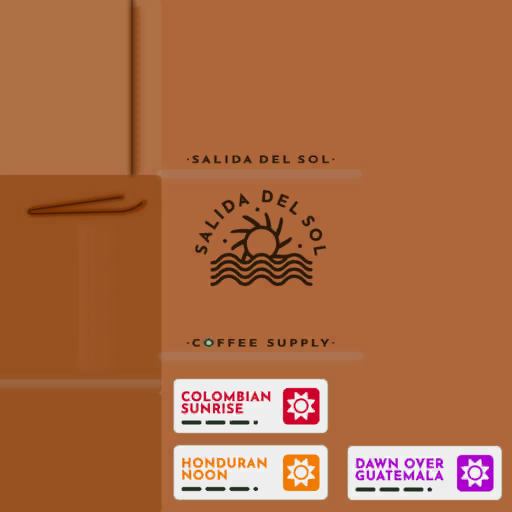 ·SALIDA DEL SOL·
SALIDA DEL SOL
·COFFEE SUPPLY·
COLOMBIAN
SUNRISE
HONDURAN
NOON
DAWN OVER
GUATEMALA